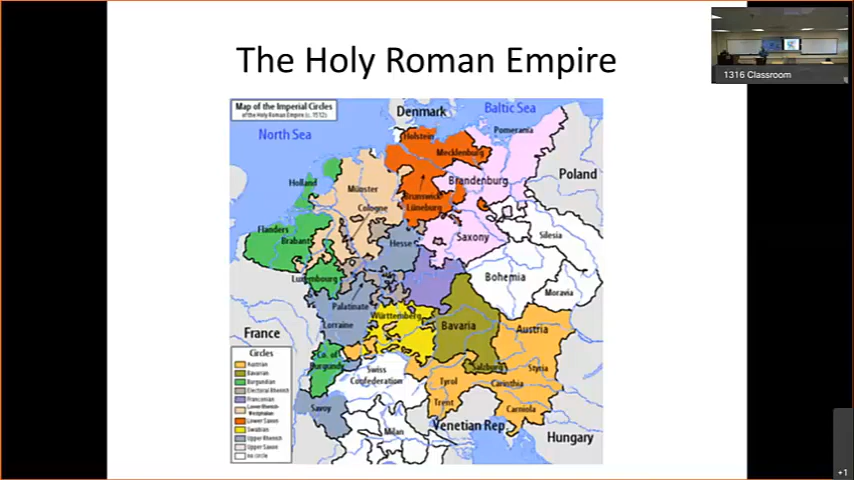 The Holy Roman Empire
1316 Classroom
Map of the Imperial Circles
of the Holy Roman Empire (c. 1512)
Denmark
Baltic Sea
North Sea
Holstein
Pomerania
Mecklenburg
Poland
Holland
Münster
Brandenburg
Brunswick
Lüneburg
Cologne
Flanders
Brabant
Hesse
Saxony
Silesia
Luxembourg
Bohemia
Moravia
Palatinate
Württemberg
Lorraine
Bavaria
Austria
France
Co. of
Burgundy
Swiss
Confederation
Salzburg
Styria
Tyrol
Carinthia
Trent
Carniola
Savoy
Milan
Venetian Rep.
Hungary
Circles
Austrian
Bavarian
Burgundian
Electoral Rhenish
Franconian
Lower Rhenish-
Westphalian
Lower Saxon
Swabian
Upper Rhenish
Upper Saxon
no circle
+1